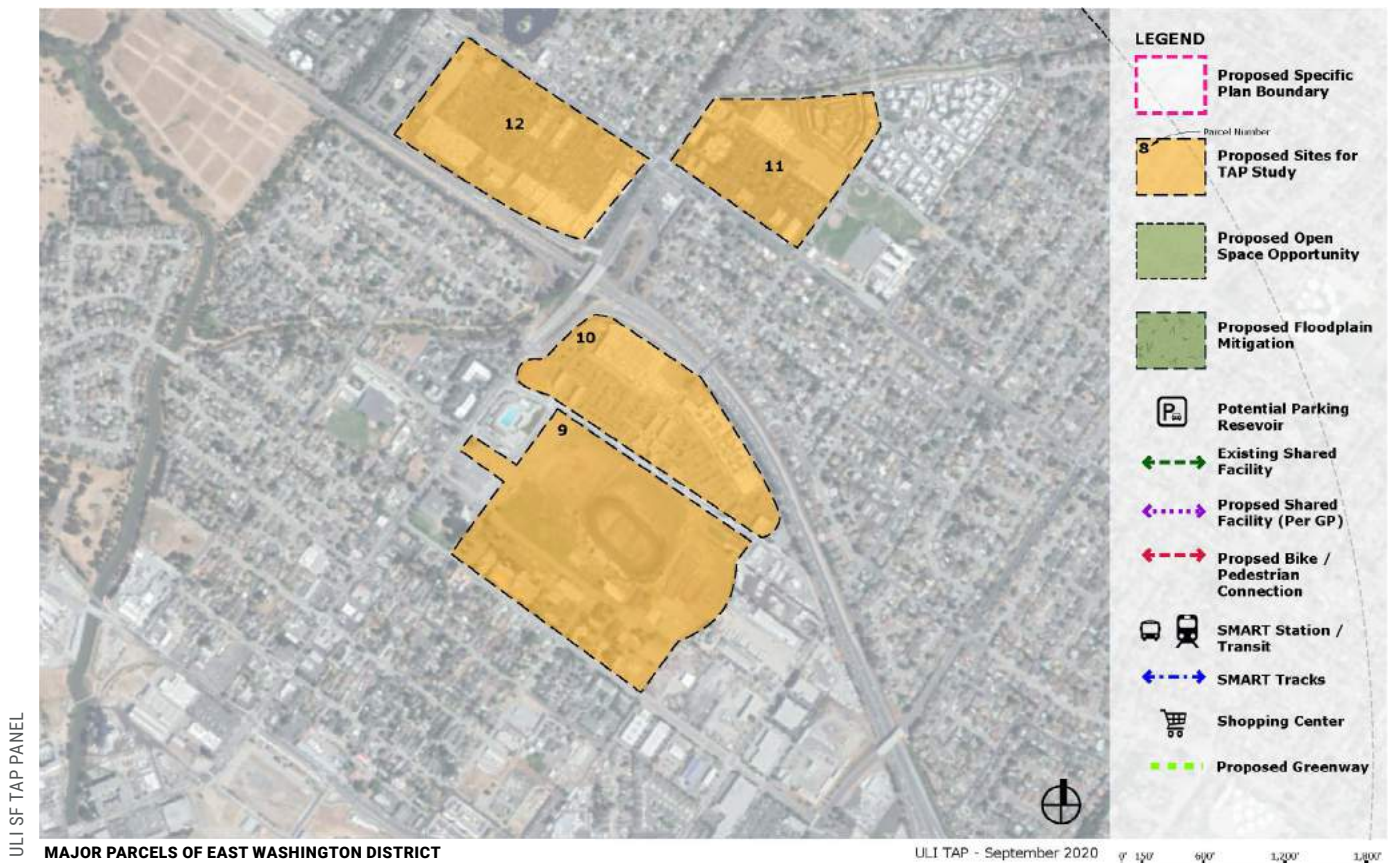 12
11
10
9
LEGEND
Proposed Specific
Plan Boundary
Parcel Number
8
Proposed Sites for
TAP Study
Proposed Open
Space Opportunity
Proposed Floodplain
Mitigation
P
Potential Parking
Resevoir
Existing Shared
Facility
Propsed Shared
Facility (Per GP)
Propsed Bike /
Pedestrian
Connection
SMART Station /
Transit
SMART Tracks
Shopping Center
Proposed Greenway
ULI SF TAP PANEL
MAJOR PARCELS OF EAST WASHINGTON DISTRICT
ULI TAP - September 2020
0' 150' 600' 1,200' 1,800'